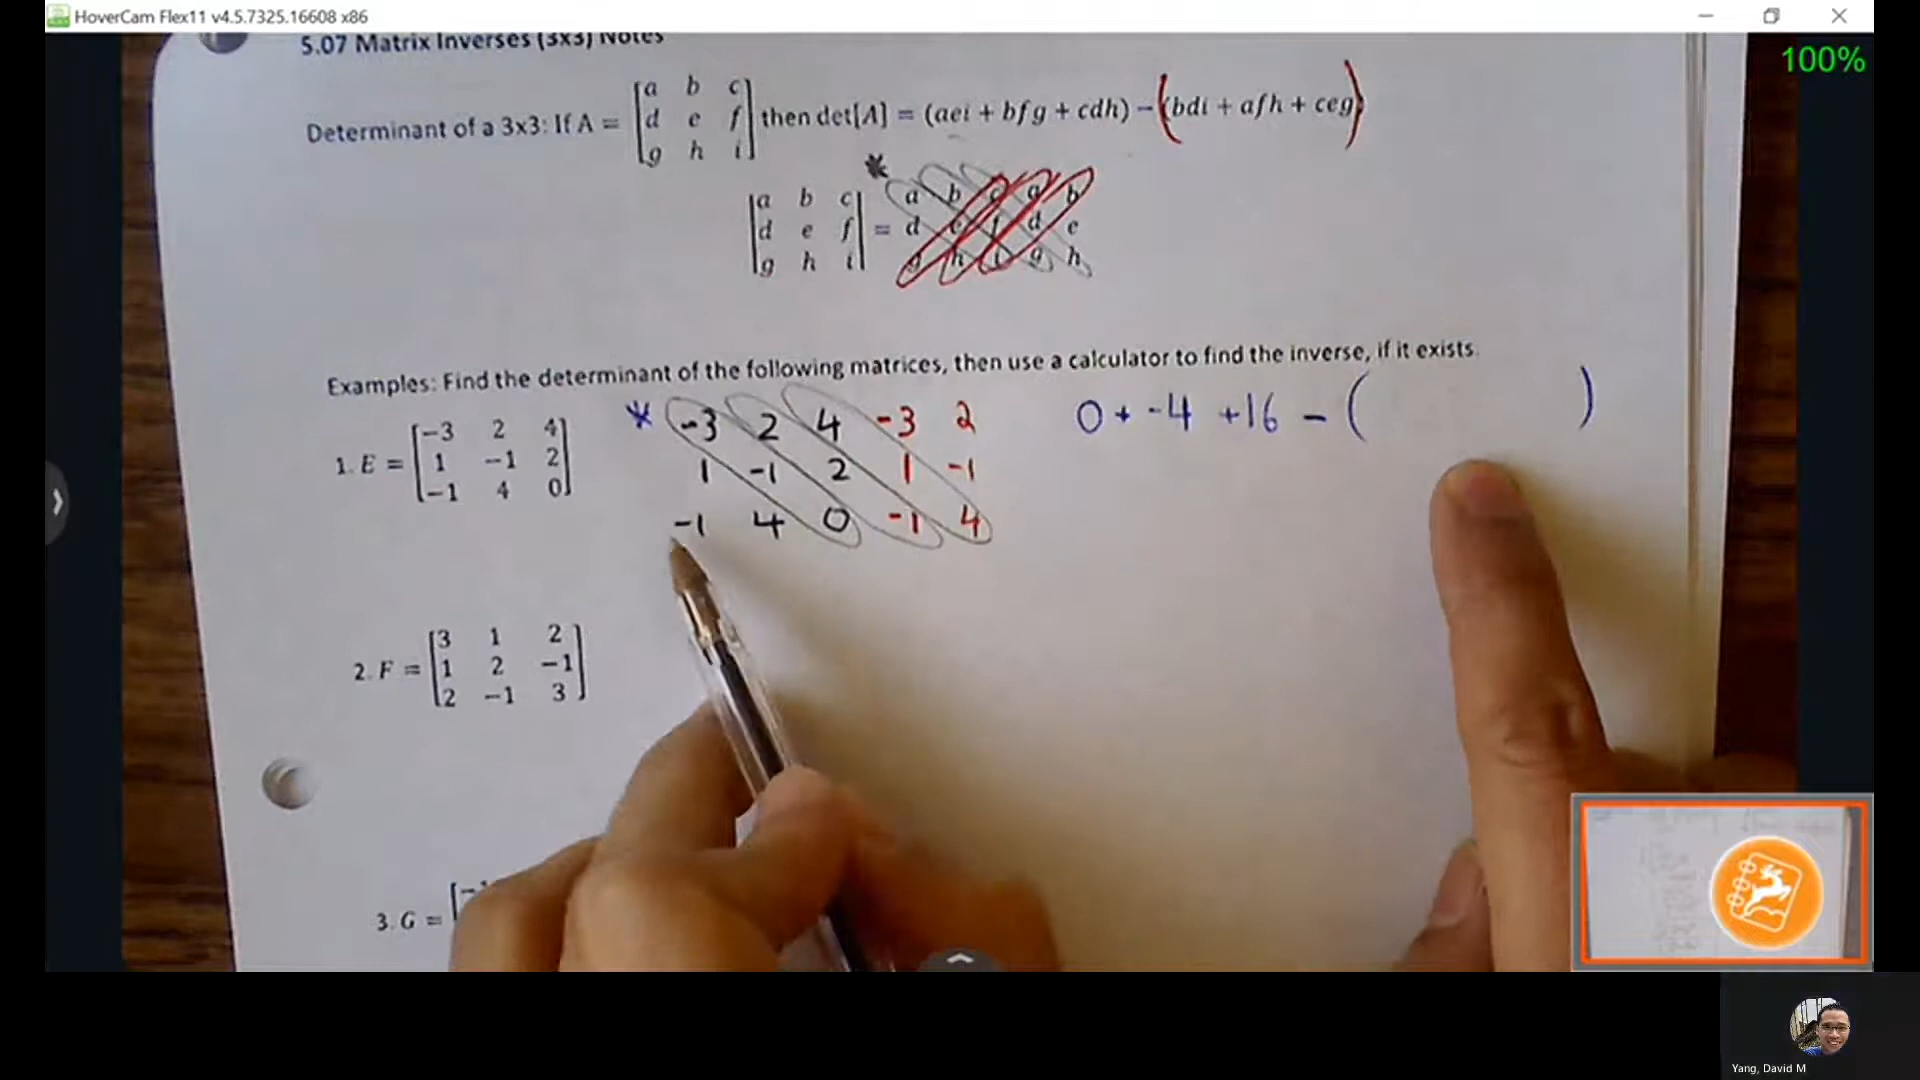 HoverCam Flex11 v4.5.7325.16608 x86
100%
5.07 Matrix Inverses (3x3) Notes
Determinant of a 3x3: If A = [a b c
d e f
g h i] then det[A] = (aei + bfg + cdh) − (bdi + afh + ceg)
*
|a b c
d e f
g h i| = a b c a b
d e f d e
g h i g h
Examples: Find the determinant of the following matrices, then use a calculator to find the inverse, if it exists.
1. E = [−3 2 4
1 −1 2
−1 4 0]
* -3 2 4 -3 2
1 -1 2 1 -1
-1 4 0 -1 4
0 + -4 +16 - ( )
2. F = [3 1 2
1 2 −1
2 −1 3]
3. G =
Yang, David M